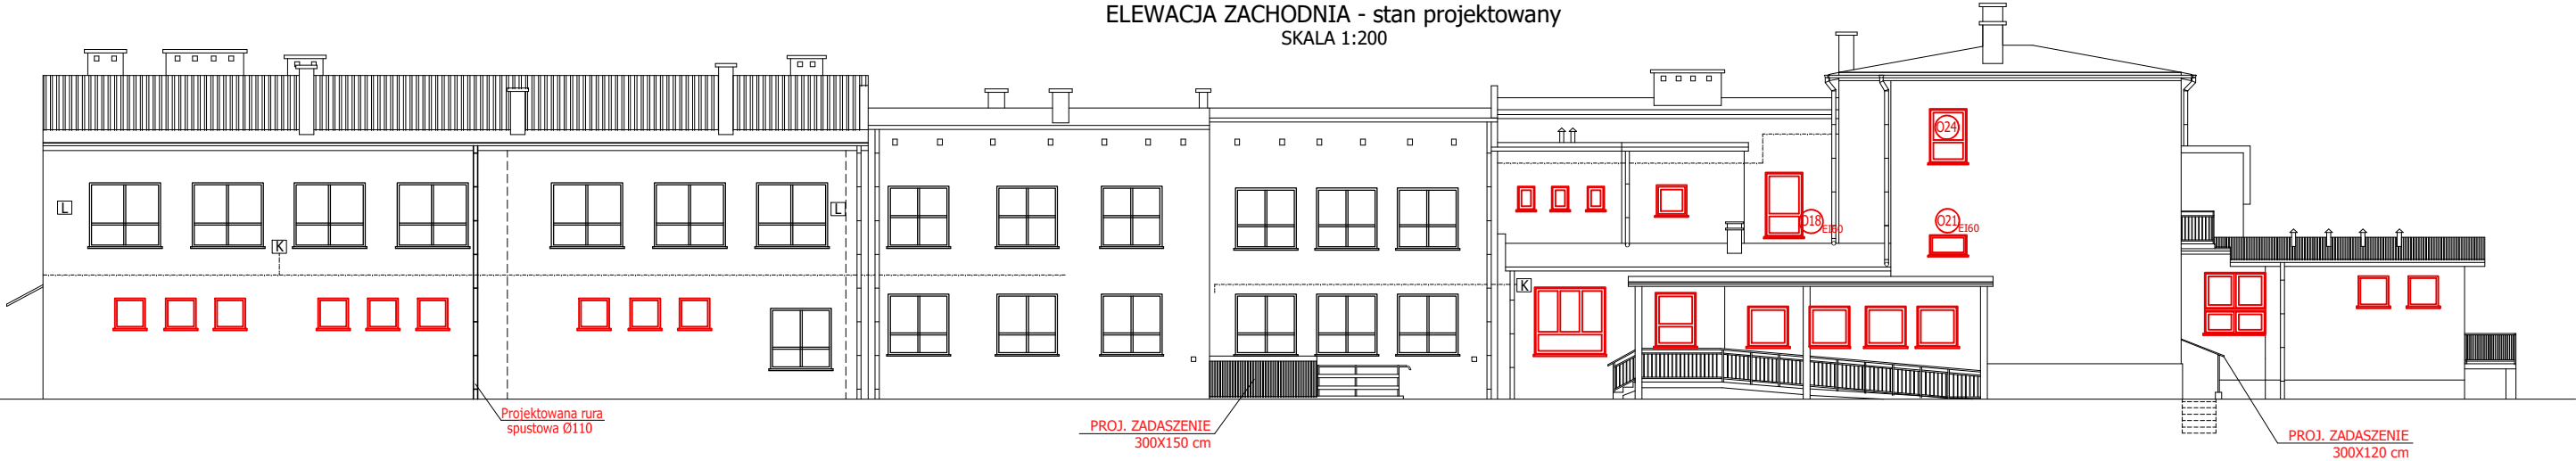 ELEWACJA ZACHODNIA - stan projektowany
SKALA 1:200
O24
L
L
O18
EI60
O21
EI60
K
K
Projektowana rura
spustowa Ø110
PROJ. ZADASZENIE
300X150 cm
PROJ. ZADASZENIE
300X120 cm